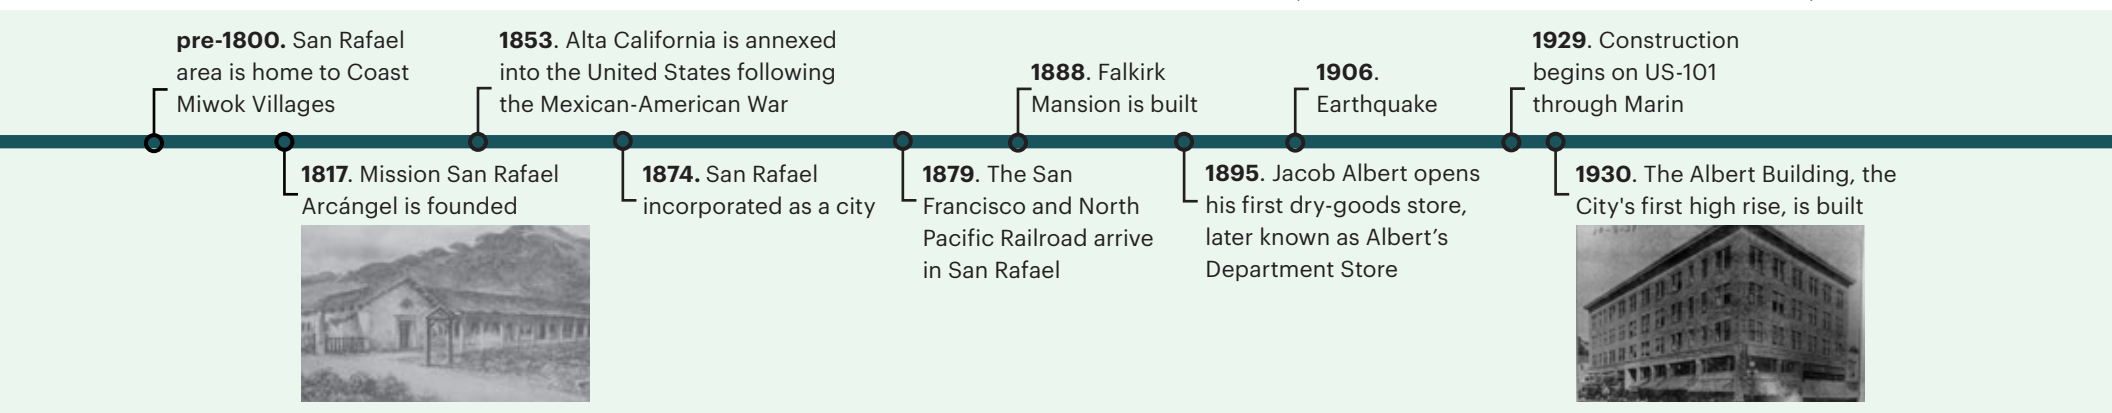 pre-1800. San Rafael
area is home to Coast
Miwok Villages
1817. Mission San Rafael
Arcángel is founded
1853. Alta California is annexed
into the United States following
the Mexican-American War
1874. San Rafael
incorporated as a city
1879. The San
Francisco and North
Pacific Railroad arrive
in San Rafael
1888. Falkirk
Mansion is built
1895. Jacob Albert opens
his first dry-goods store,
later known as Albert’s
Department Store
1906.
Earthquake
1929. Construction
begins on US-101
through Marin
1930. The Albert Building, the
City's first high rise, is built